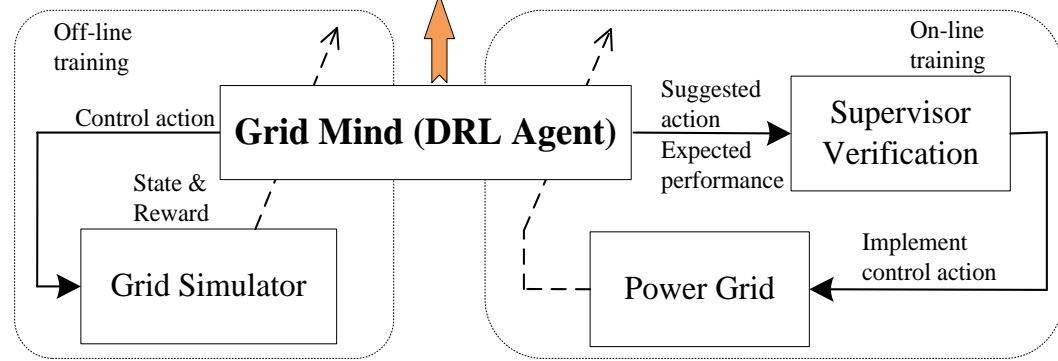 Off-line
training
On-line
training
Control action
Grid Mind (DRL Agent)
Suggested
action
Expected
performance
Supervisor
Verification
State &
Reward
Grid Simulator
Power Grid
Implement
control action